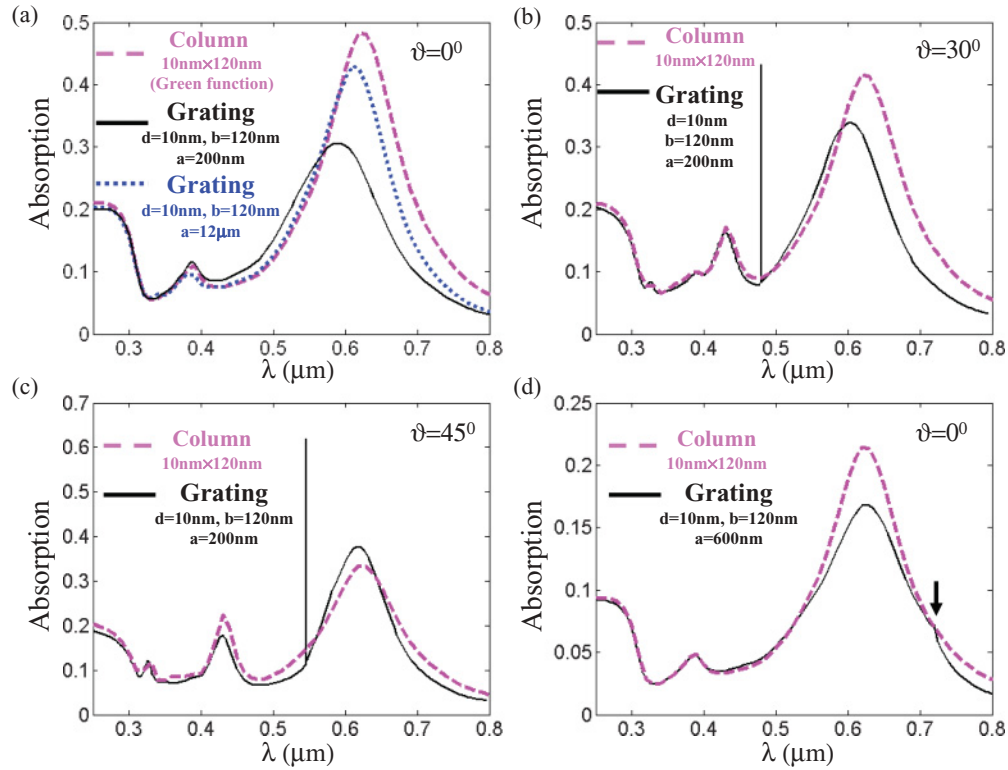 (a)
0.5
0.4
0.3
0.2
0.1
0
Absorption
Column
10nm×120nm
(Green function)
Grating
d=10nm, b=120nm
a=200nm
Grating
d=10nm, b=120nm
a=12μm
ϑ=0⁰
0.3 0.4 0.5 0.6 0.7 0.8
λ (μm)
(b)
0.5
0.4
0.3
0.2
0.1
0
Absorption
Column
10nm×120nm
Grating
d=10nm
b=120nm
a=200nm
ϑ=30⁰
0.3 0.4 0.5 0.6 0.7 0.8
λ (μm)
(c)
0.7
0.6
0.5
0.4
0.3
0.2
0.1
0
Absorption
Column
10nm×120nm
Grating
d=10nm, b=120nm
a=200nm
ϑ=45⁰
0.3 0.4 0.5 0.6 0.7 0.8
λ (μm)
(d)
0.25
0.20
0.15
0.1
0.05
0
Absorption
Column
10nm×120nm
Grating
d=10nm, b=120nm
a=600nm
ϑ=0⁰
0.3 0.4 0.5 0.6 0.7 0.8
λ (μm)